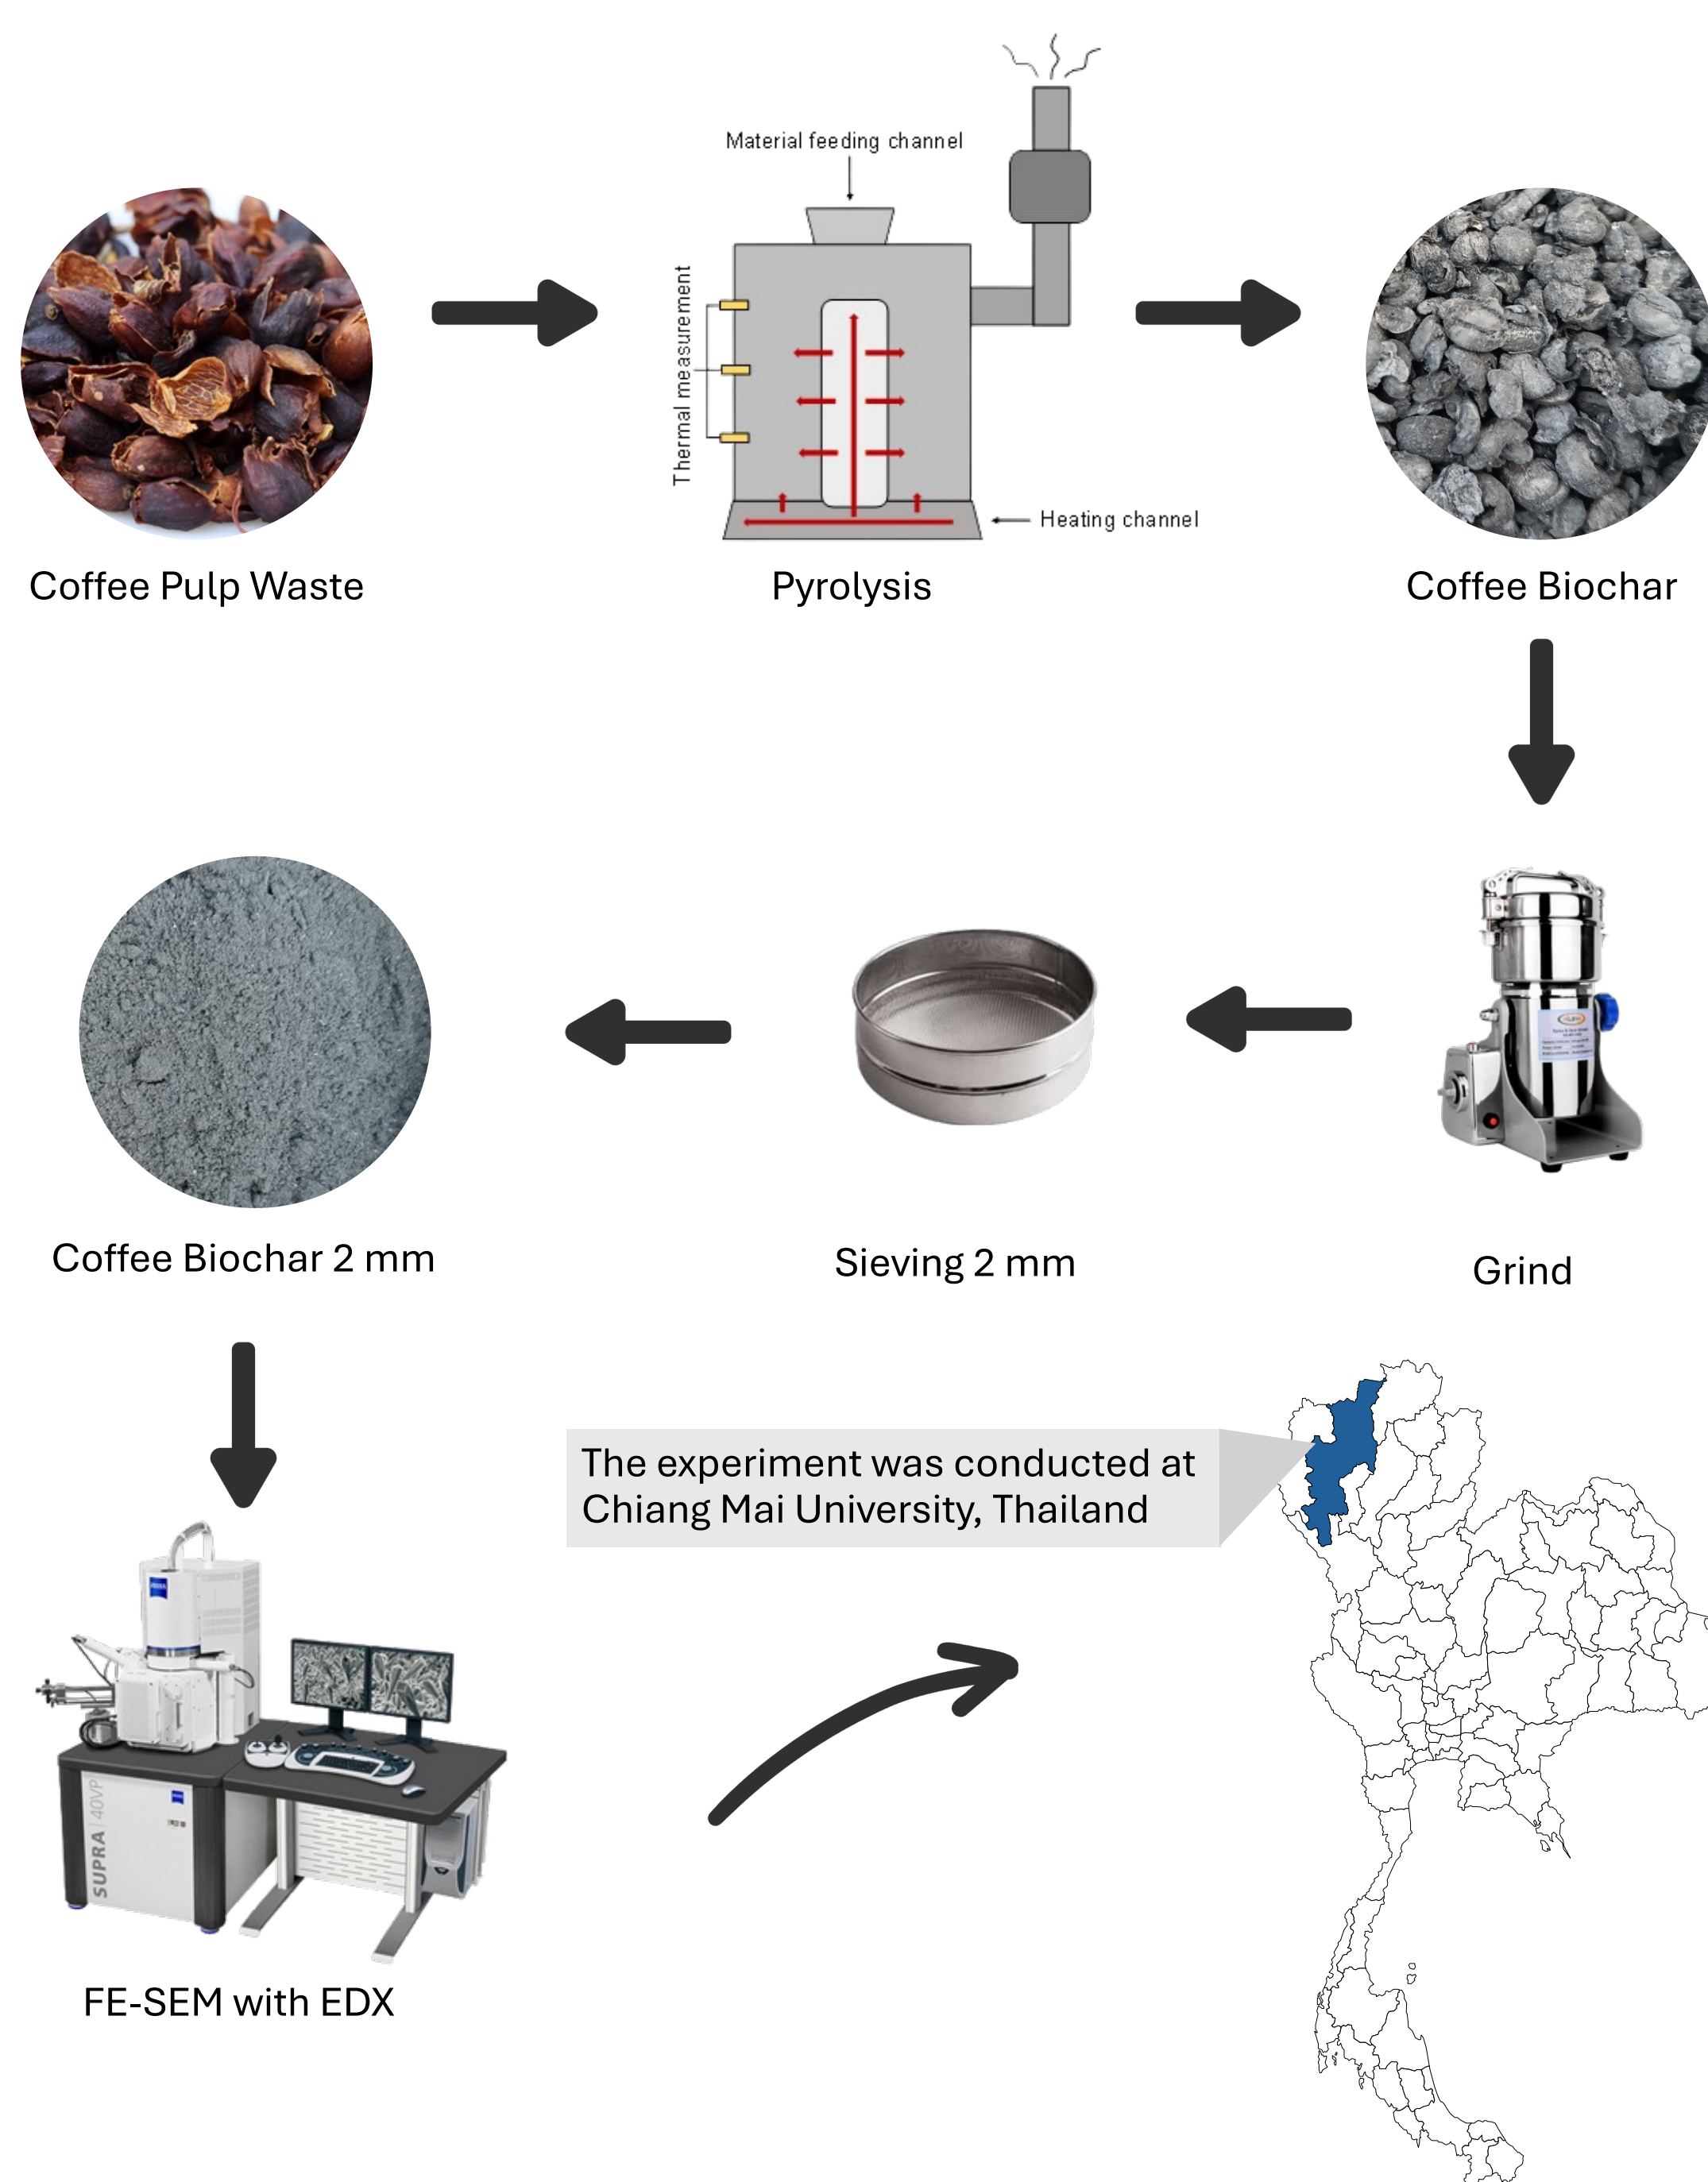 Material feeding channel
Thermal measurement
Heating channel
Coffee Pulp Waste
Pyrolysis
Coffee Biochar
Coffee Biochar 2 mm
Sieving 2 mm
Grind
The experiment was conducted at
Chiang Mai University, Thailand
SUPRA 40VP
FE-SEM with EDX